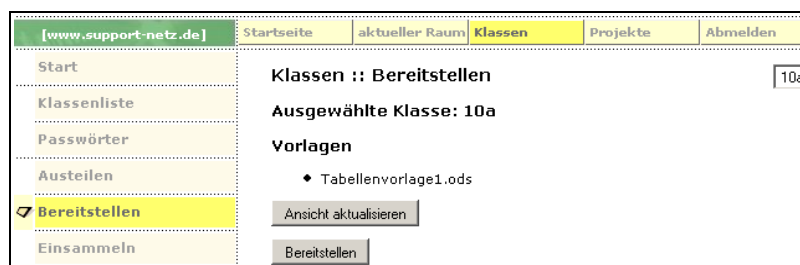 [www.support-netz.de]
Startseite
aktueller Raum
Klassen
Projekte
Abmelden
Start
Klassenliste
Passwörter
Austeilen
Bereitstellen
Einsammeln
Klassen :: Bereitstellen
10a
Ausgewählte Klasse: 10a
Vorlagen
Tabellenvorlage1.ods
Ansicht aktualisieren
Bereitstellen